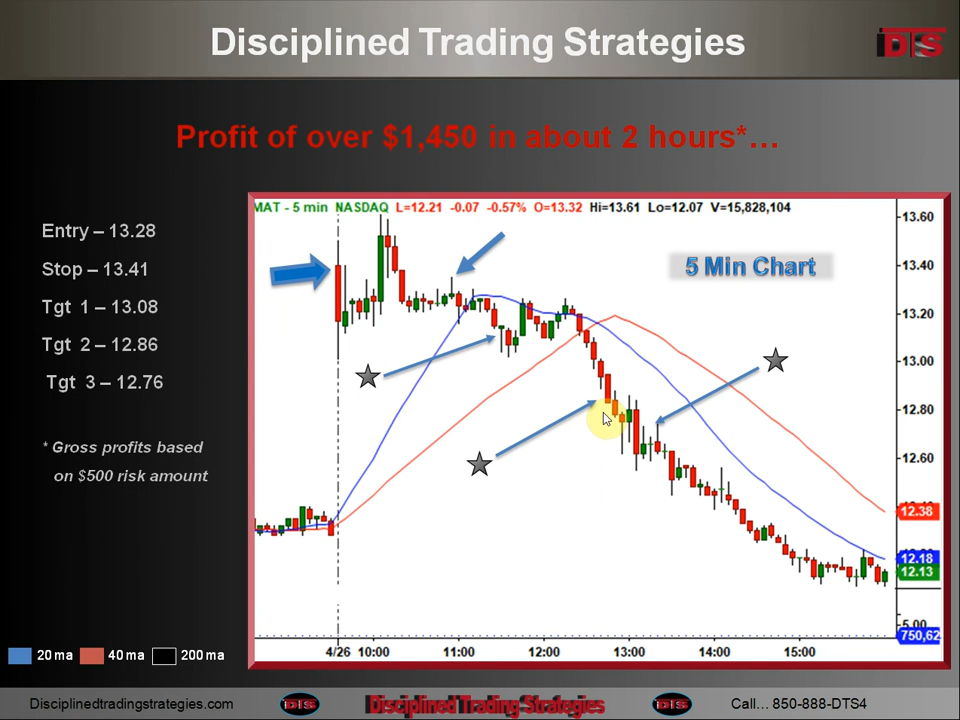 Disciplined Trading Strategies
DTS
Profit of over $1,450 in about 2 hours*…
Entry – 13.28
Stop – 13.41
Tgt 1 – 13.08
Tgt 2 – 12.86
Tgt 3 – 12.76
* Gross profits based
on $500 risk amount
MAT - 5 min NASDAQ L=12.21 -0.07 -0.57% O=13.32 Hi=13.61 Lo=12.07 V=15,828,104
5 Min Chart
13.60
13.40
13.20
13.00
12.80
12.60
12.38
12.18
12.13
5.00
750,62
4/26 10:00 11:00 12:00 13:00 14:00 15:00
20 ma 40 ma 200 ma
Disciplinedtradingstrategies.com DTS Disciplined Trading Strategies DTS Call… 850-888-DTS4